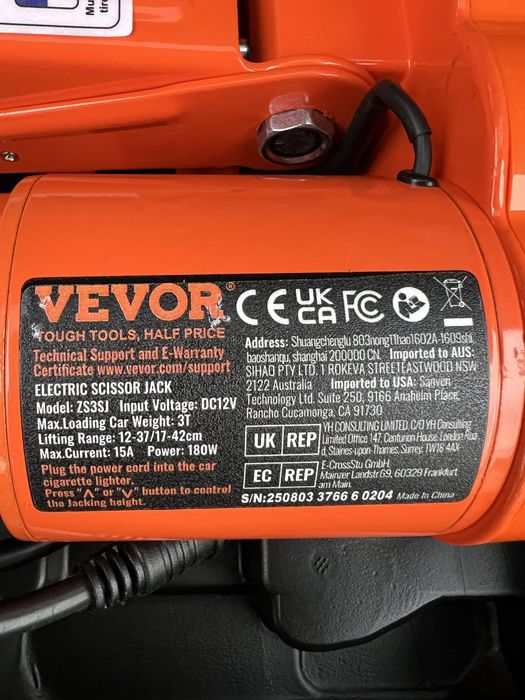 Mus
tire
4
VEVOR®
TOUGH TOOLS, HALF PRICE
Technical Support and E-Warranty
Certificate www.vevor.com/support
ELECTRIC SCISSOR JACK
Model: ZS3SJ Input Voltage: DC12V
Max.Loading Car Weight: 3T
Lifting Range: 12-37/17-42cm
Max.Current: 15A Power: 180W
Plug the power cord into the car
cigarette lighter.
Press "∧" or "∨" button to control
the Jacking height.
CE UK CA FC
Address: Shuangchenglu 803nong11hao1602A-1609shi,
baoshanqu, shanghai 200000 CN. Imported to AUS:
SIHAO PTY LTD. 1 ROKEVA STREETEASTWOOD NSW
2122 Australia Imported to USA: Sanven
Technology Ltd. Suite 250, 9166 Anaheim Place,
Rancho Cucamonga, CA 91730
UK REP
YH CONSULTING LIMITED. C/O YH Consulting
Limited Office 147, Centurion House, London Roa
d, Staines-upon-Thames, Surrey, TW18 4AX
EC REP
E-CrossStu GmbH.
Mainzer Landstr.69, 60329 Frankfurt
am Main.
S/N:250803 3766 6 0204 Made In China